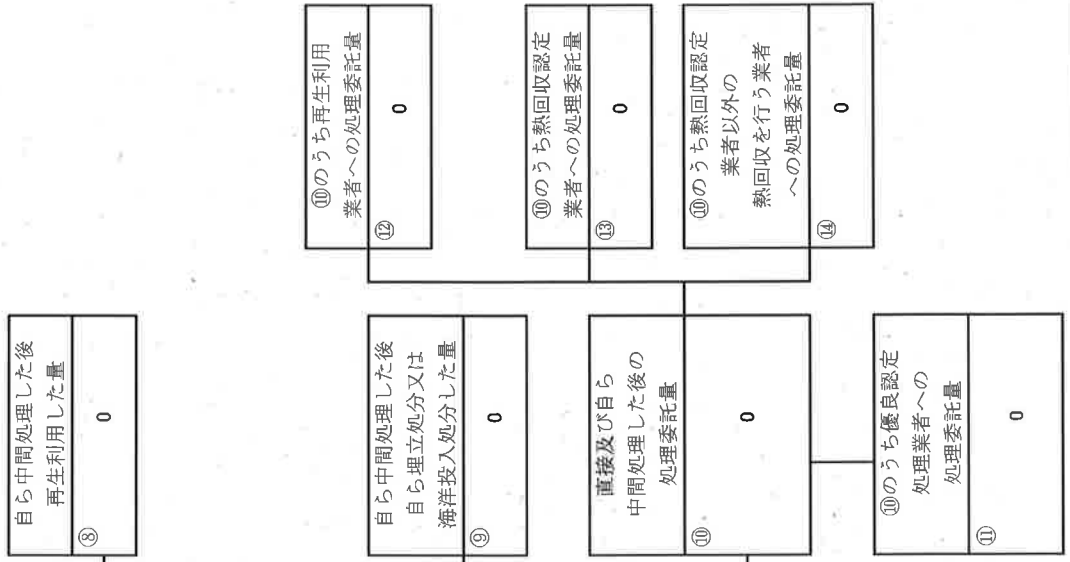 自ら中間処理した後
再生利用した量
⑧
0
自ら中間処理した後
自ら埋立処分又は
海洋投入処分した量
⑨
0
直接及び自ら
中間処理した後の
処理委託量
⑩
0
⑩のうち優良認定
処理業者への
処理委託量
⑪
0
⑩のうち再生利用
業者への処理委託量
⑫
0
⑩のうち熱回収認定
業者への処理委託量
⑬
0
⑩のうち熱回収認定
業者以外の
熱回収を行う業者
への処理委託量
⑭
0